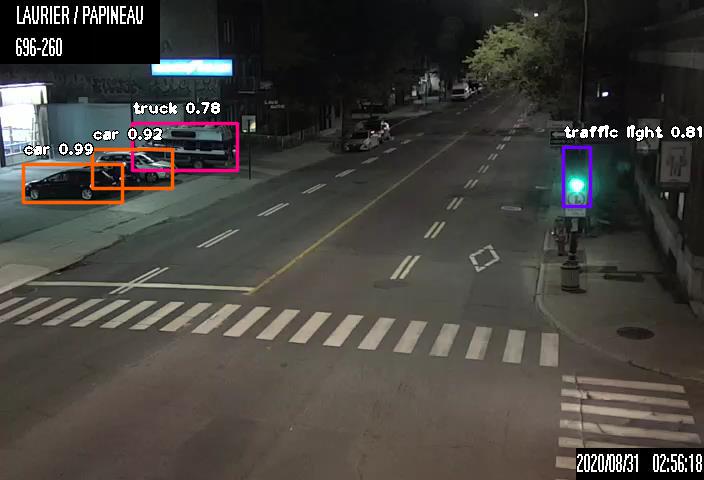 LAURIER / PAPINEAU
696-260
truck 0.78
car 0.92
car 0.99
traffic light 0.81
2020/08/31 02:56:18